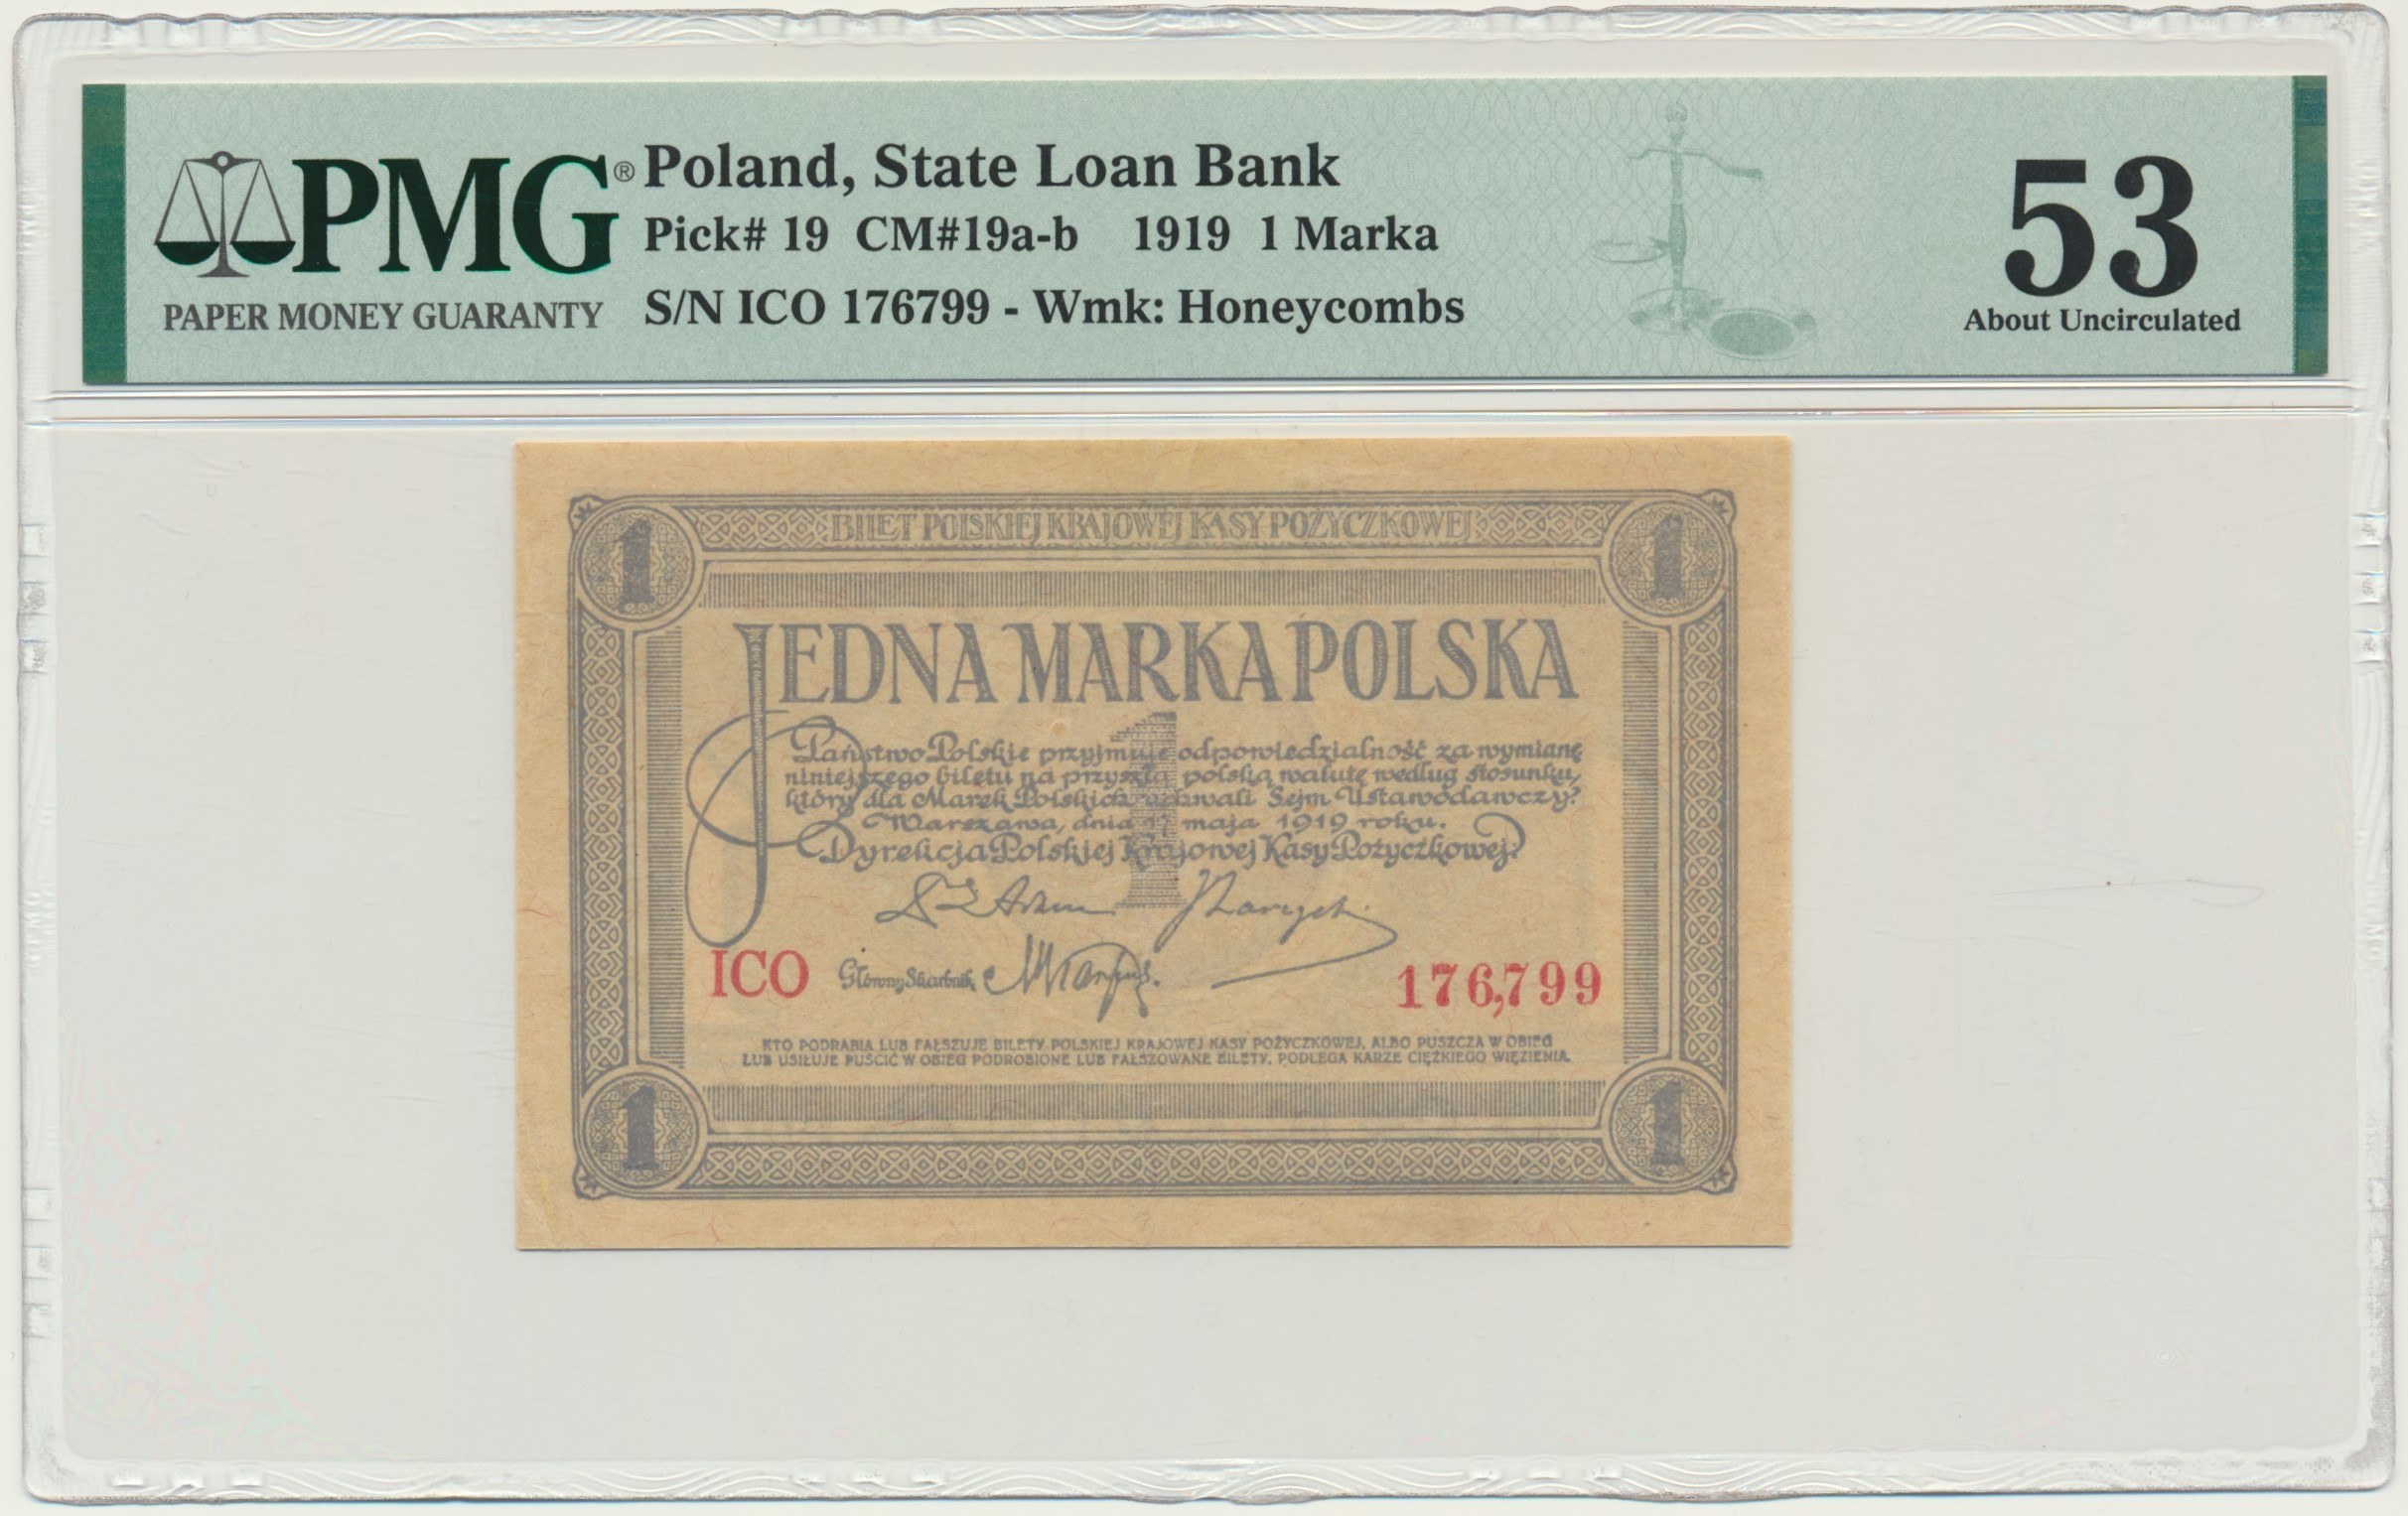 PMG®
PAPER MONEY GUARANTY
Poland, State Loan Bank
Pick# 19 CM#19a-b 1919 1 Marka
S/N ICO 176799 - Wmk: Honeycombs
53
About Uncirculated
1 BILET POLSKIEJ KRAJOWEJ KASY POŻYCZKOWEJ 1
JEDNA MARKA POLSKA
1
Państwo Polskie przyjmuje odpowiedzialność za wymianę
niniejszego biletu na przyszłą polską walutę według stosunku,
który dla Marek Polskich uchwali Sejm Ustawodawczy.
Warszawa, dnia 17 maja 1919 roku.
Dyrekcja Polskiej Krajowej Kasy Pożyczkowej.
ICO Główny Skarbnik 176,799
KTO PODRABIA LUB FAŁSZUJE BILETY POLSKIEJ KRAJOWEJ KASY POŻYCZKOWEJ, ALBO PUSZCZA W OBIEG
LUB USIŁUJE PUŚCIĆ W OBIEG PODROBIONE LUB FAŁSZOWANE BILETY, PODLEGA KARZE CIĘŻKIEGO WIĘZIENIA.
1 1